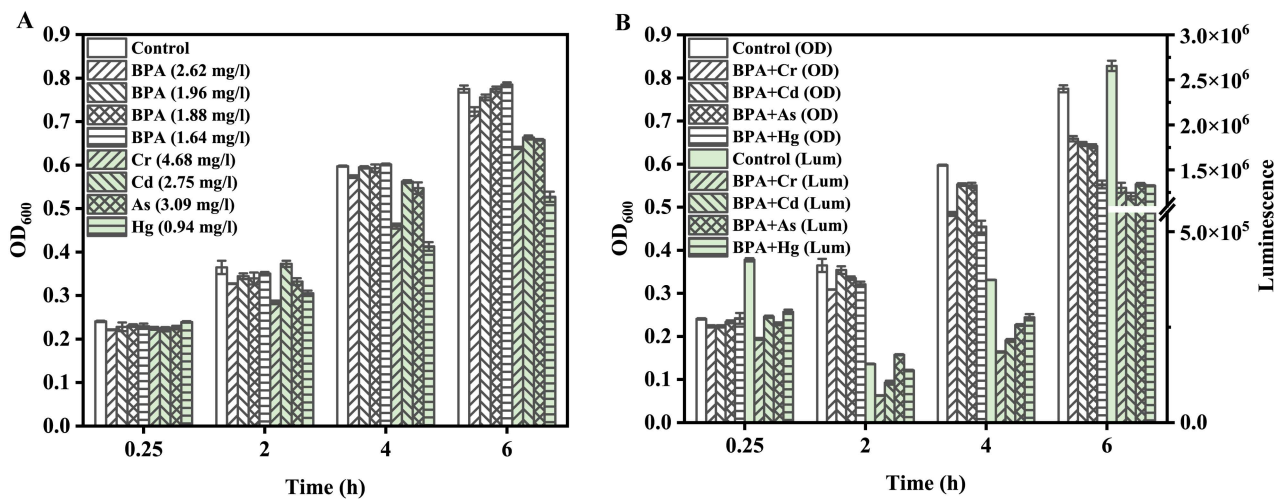 A
0.9
0.8
0.7
0.6
0.5
0.4
0.3
0.2
0.1
0.0
OD600
Control
BPA (2.62 mg/l)
BPA (1.96 mg/l)
BPA (1.88 mg/l)
BPA (1.64 mg/l)
Cr (4.68 mg/l)
Cd (2.75 mg/l)
As (3.09 mg/l)
Hg (0.94 mg/l)
0.25 2 4 6
Time (h)
B
0.9
0.8
0.7
0.6
0.5
0.4
0.3
0.2
0.1
0.0
OD600
Control (OD)
BPA+Cr (OD)
BPA+Cd (OD)
BPA+As (OD)
BPA+Hg (OD)
Control (Lum)
BPA+Cr (Lum)
BPA+Cd (Lum)
BPA+As (Lum)
BPA+Hg (Lum)
3.0×10⁶
2.5×10⁶
2.0×10⁶
1.5×10⁶
5.0×10⁵
0.0
Luminescence
0.25 2 4 6
Time (h)